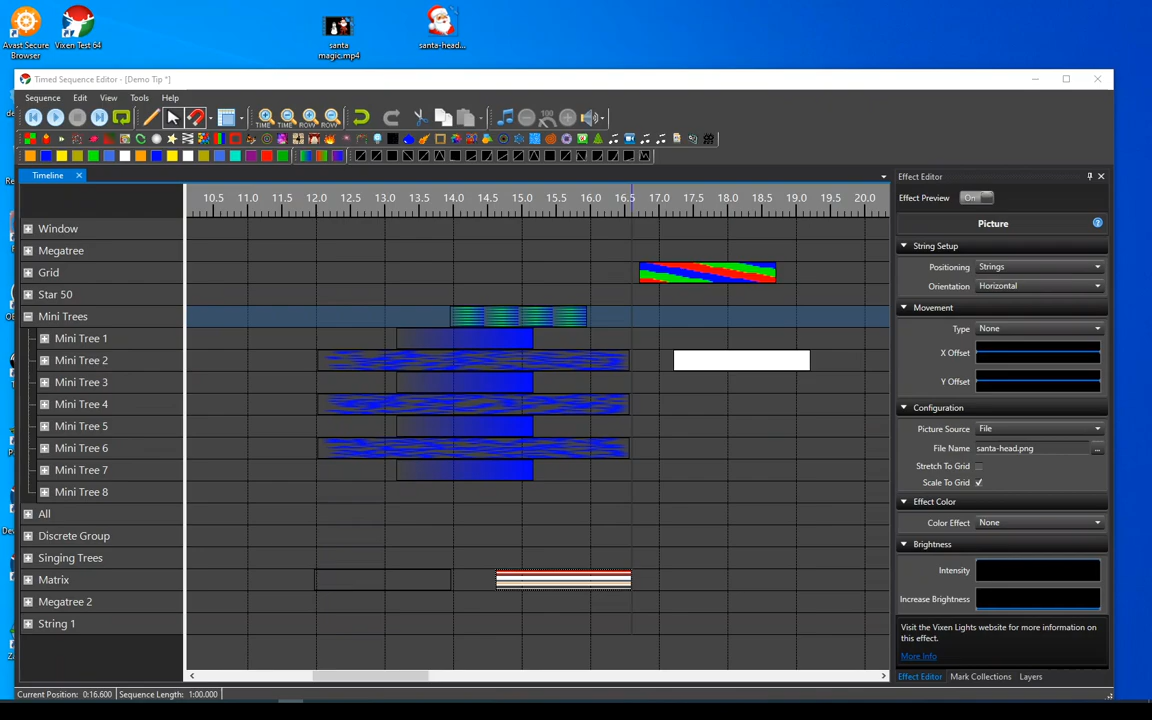 Avast Secure
Browser
Vixen Test 64
santa
magic.mp4
santa-head...
Timed Sequence Editor - [Demo Tip *]
Sequence Edit View Tools Help
TIME TIME ROW ROW
100
Timeline
10.5 11.0 11.5 12.0 12.5 13.0 13.5 14.0 14.5 15.0 15.5 16.0 16.5 17.0 17.5 18.0 18.5 19.0 19.5 20.0
Window
Megatree
Grid
Star 50
Mini Trees
Mini Tree 1
Mini Tree 2
Mini Tree 3
Mini Tree 4
Mini Tree 5
Mini Tree 6
Mini Tree 7
Mini Tree 8
All
Discrete Group
Singing Trees
Matrix
Megatree 2
String 1
Current Position: 0:16.600 Sequence Length: 1:00.000
Effect Editor
Effect Preview On
Picture
String Setup
Positioning Strings
Orientation Horizontal
Movement
Type None
X Offset
Y Offset
Configuration
Picture Source File
File Name santa-head.png ...
Stretch To Grid
Scale To Grid
Effect Color
Color Effect None
Brightness
Intensity
Increase Brightness
Visit the Vixen Lights website for more information on
this effect.
More Info
Effect Editor Mark Collections Layers